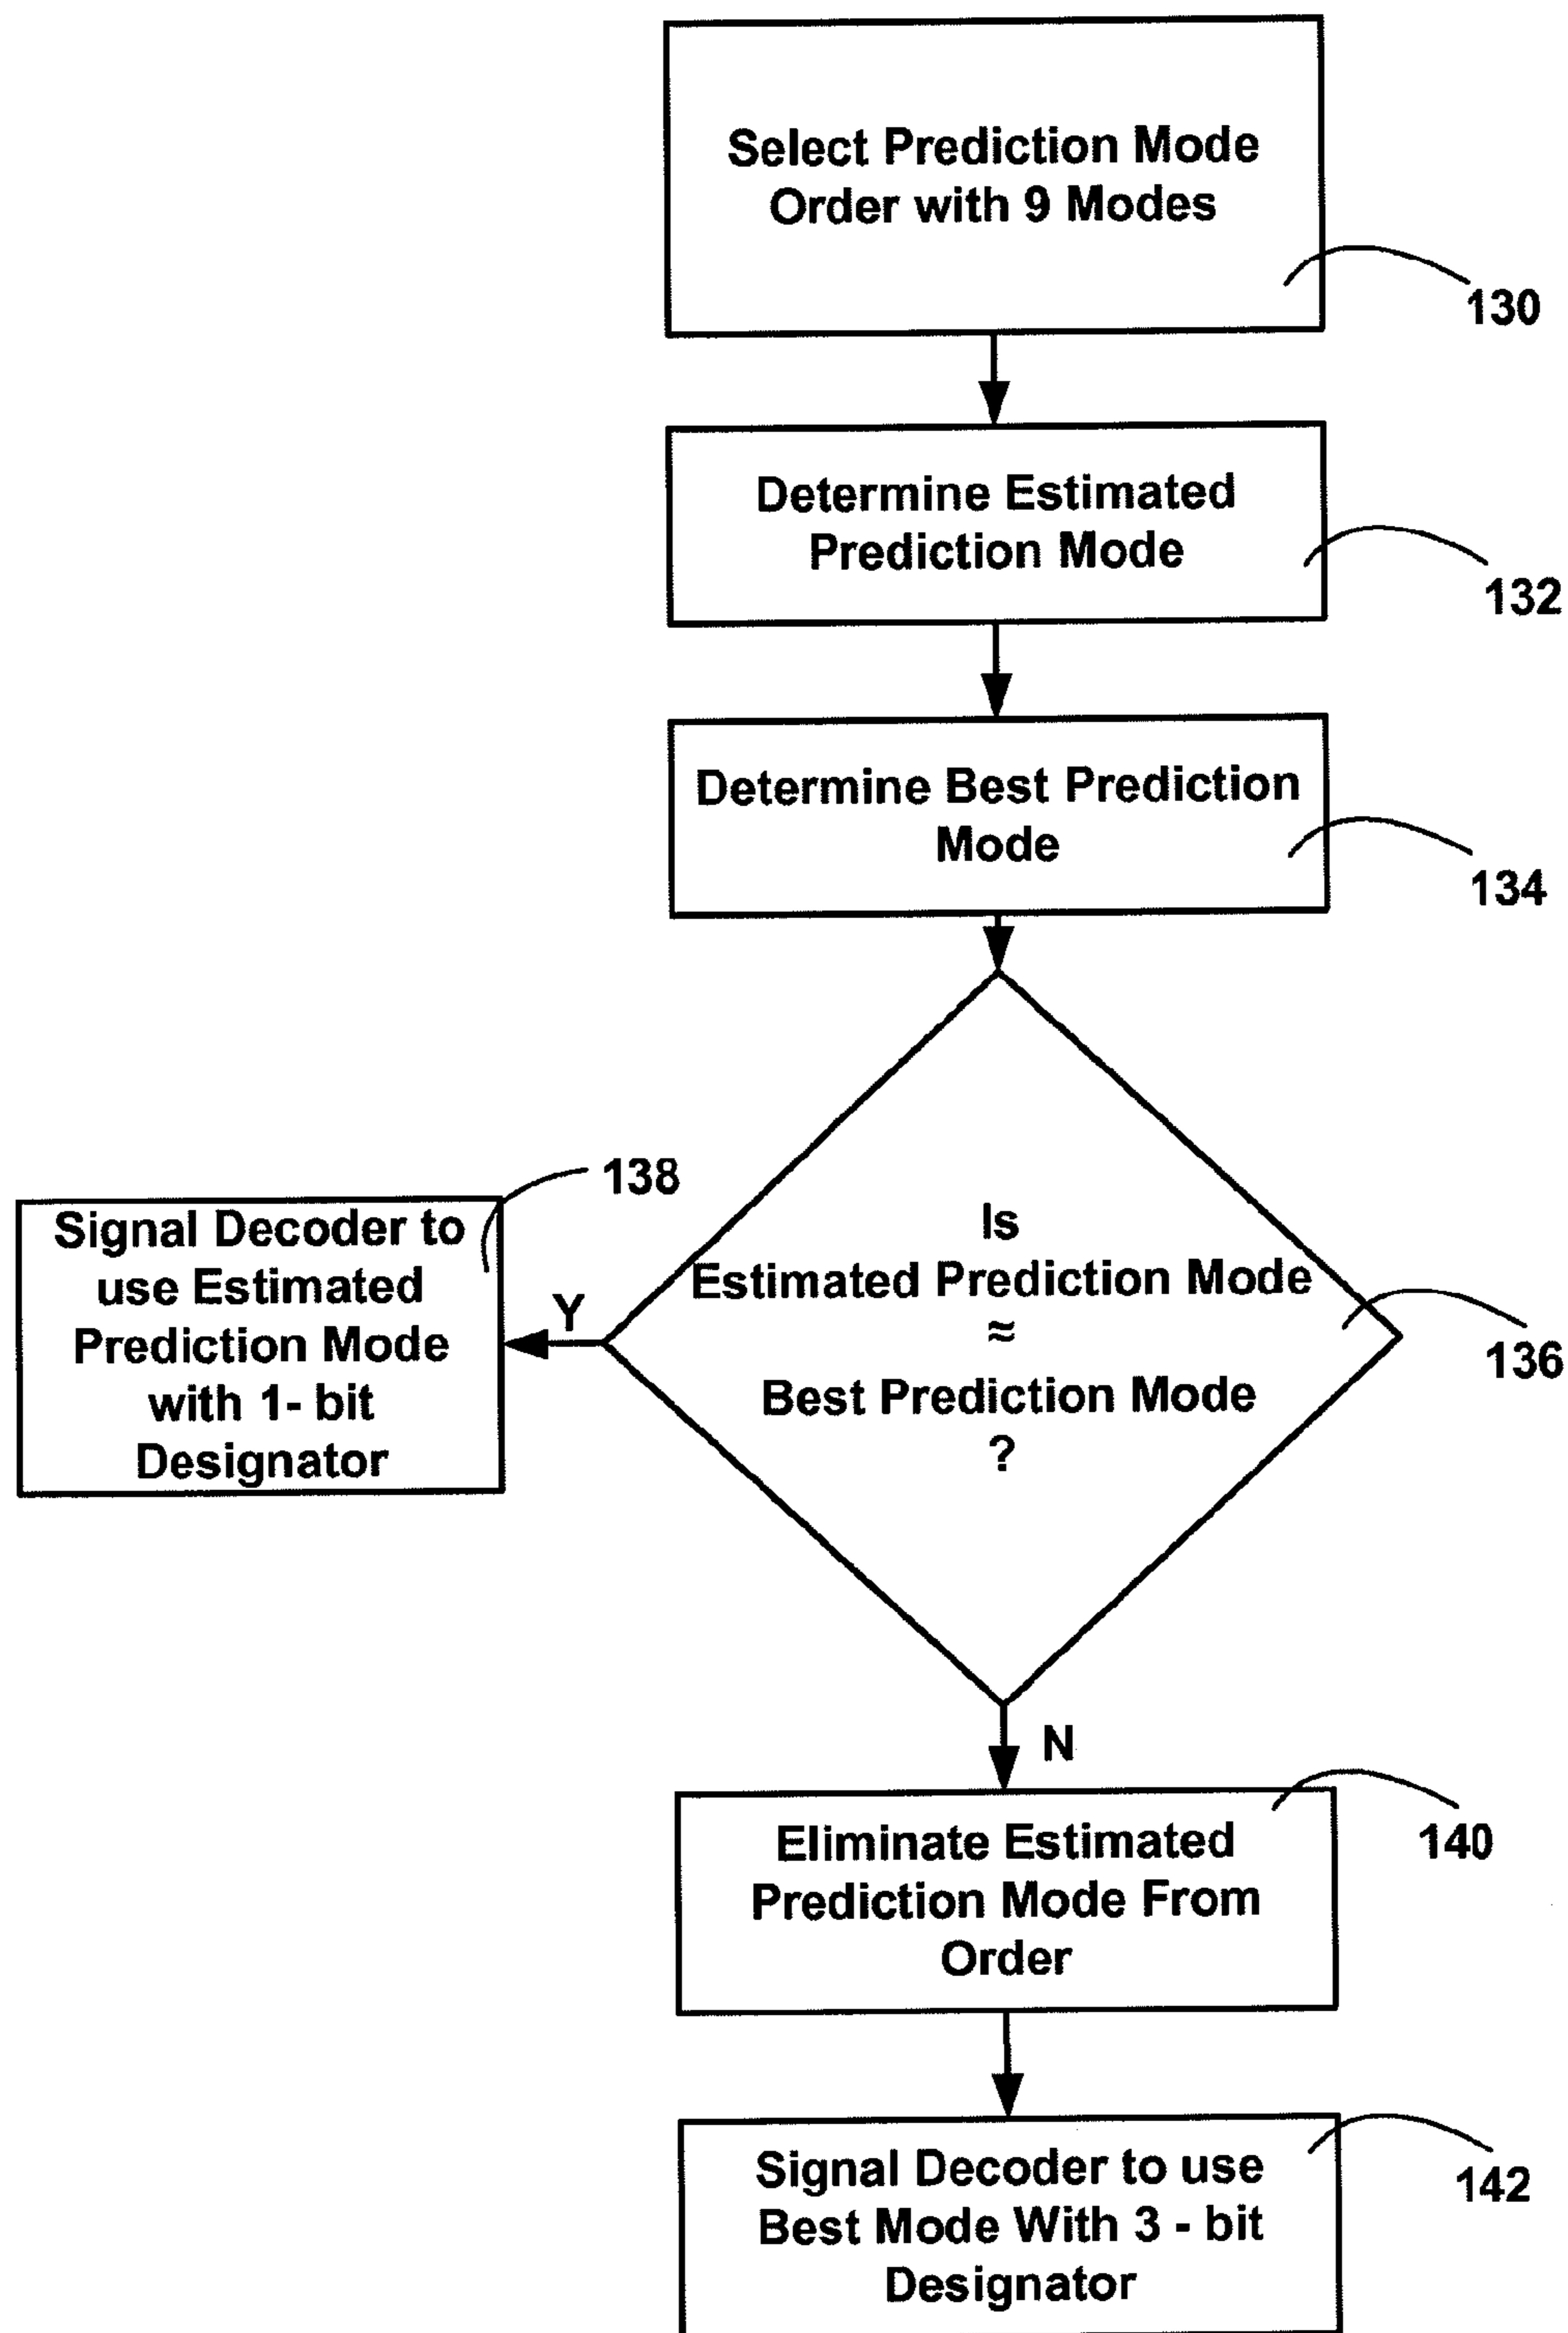 Select Prediction Mode
Order with 9 Modes
130
Determine Estimated
Prediction Mode
132
Determine Best Prediction
Mode
134
Is
Estimated Prediction Mode
≈
Best Prediction Mode
?
136
138
Signal Decoder to
use Estimated
Prediction Mode
with 1- bit
Designator
Y
N
Eliminate Estimated
Prediction Mode From
Order
140
Signal Decoder to use
Best Mode With 3 - bit
Designator
142